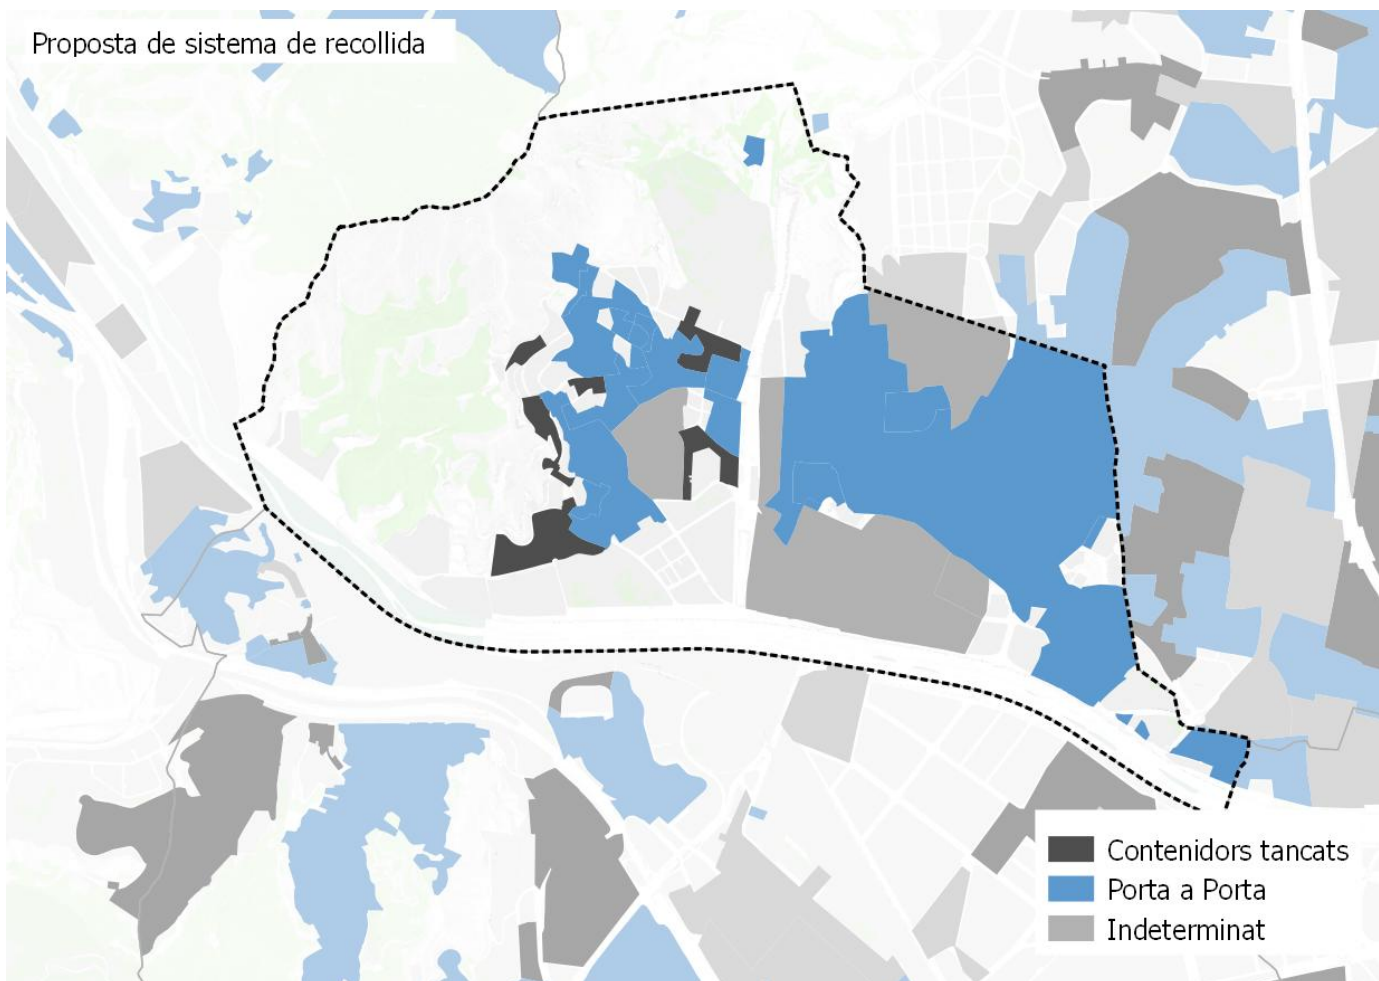 Proposta de sistema de recollida
Contenidors tancats
Porta a Porta
Indeterminat